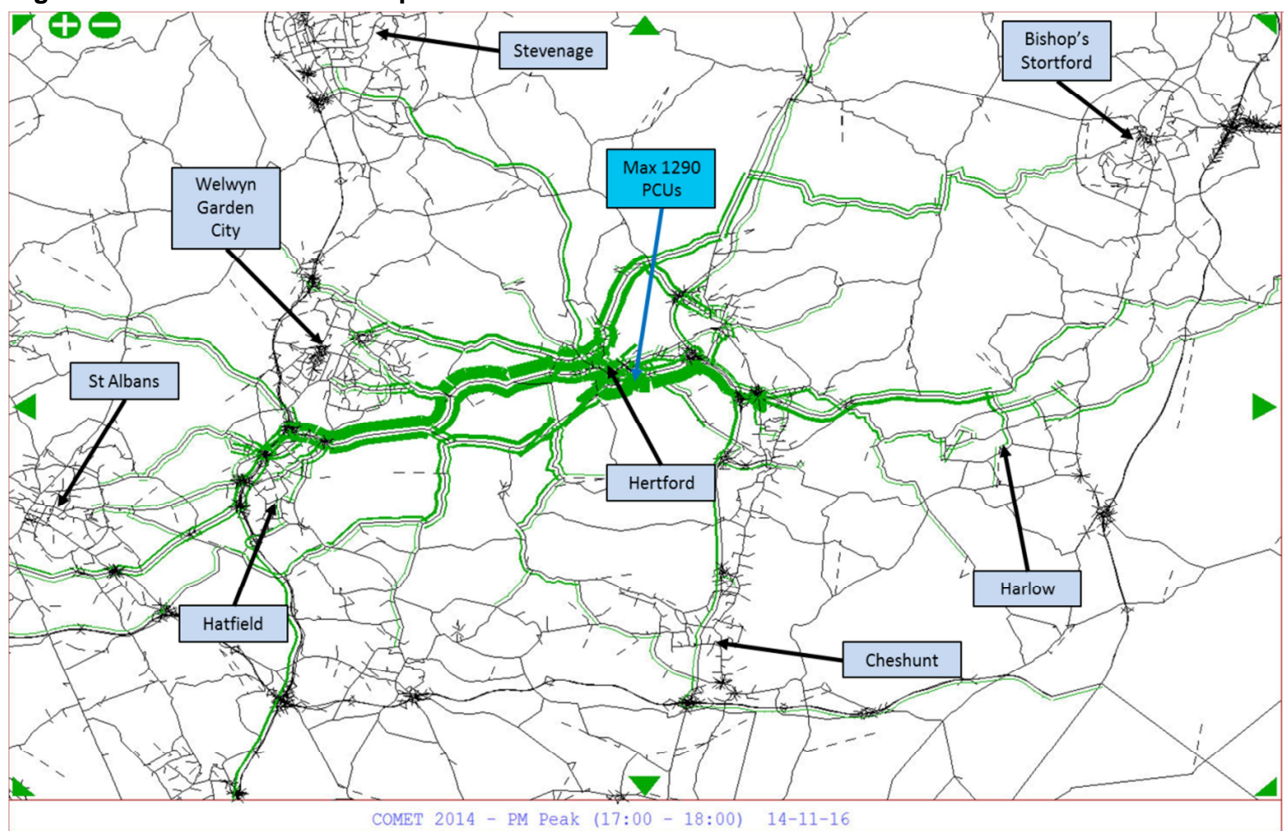 Stevenage
Bishop's
Stortford
Max 1290
PCUs
Welwyn
Garden
City
St Albans
Hertford
Harlow
Hatfield
Cheshunt
COMET 2014 - PM Peak (17:00 - 18:00) 14-11-16